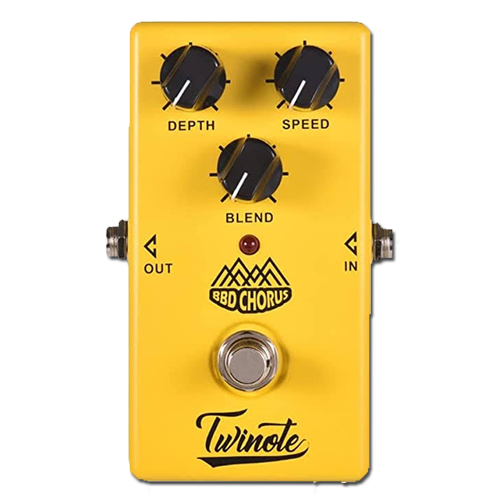 DEPTH SPEED
BLEND
OUT IN
BBD CHORUS
Twinote